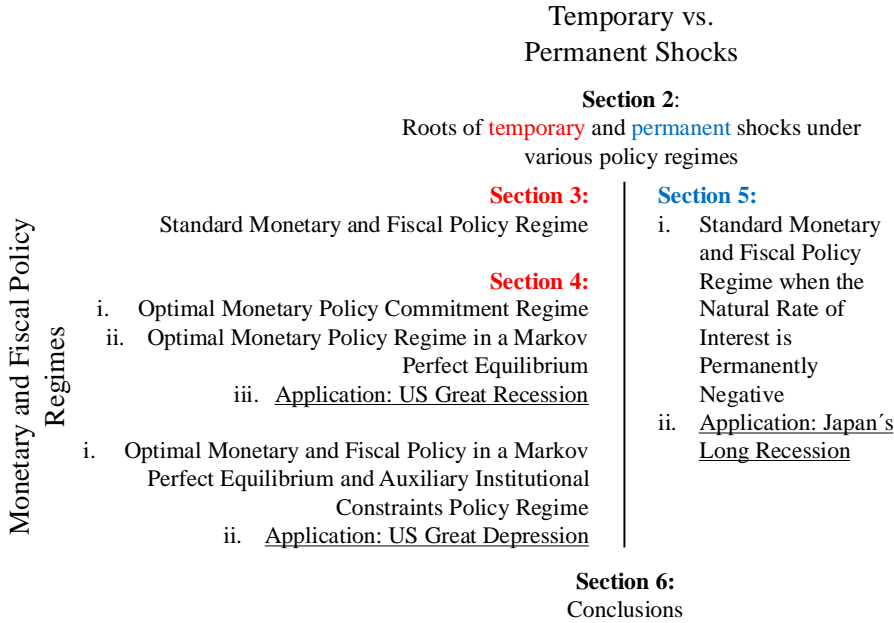 Temporary vs.
Permanent Shocks
Section 2:
Roots of temporary and permanent shocks under
various policy regimes
Monetary and Fiscal Policy
Regimes
Section 3:
Standard Monetary and Fiscal Policy Regime
Section 4:
i. Optimal Monetary Policy Commitment Regime
ii. Optimal Monetary Policy Regime in a Markov
Perfect Equilibrium
iii. Application: US Great Recession
i. Optimal Monetary and Fiscal Policy in a Markov
Perfect Equilibrium and Auxiliary Institutional
Constraints Policy Regime
ii. Application: US Great Depression
Section 5:
i. Standard Monetary
and Fiscal Policy
Regime when the
Natural Rate of
Interest is
Permanently
Negative
ii. Application: Japan´s
Long Recession
Section 6:
Conclusions